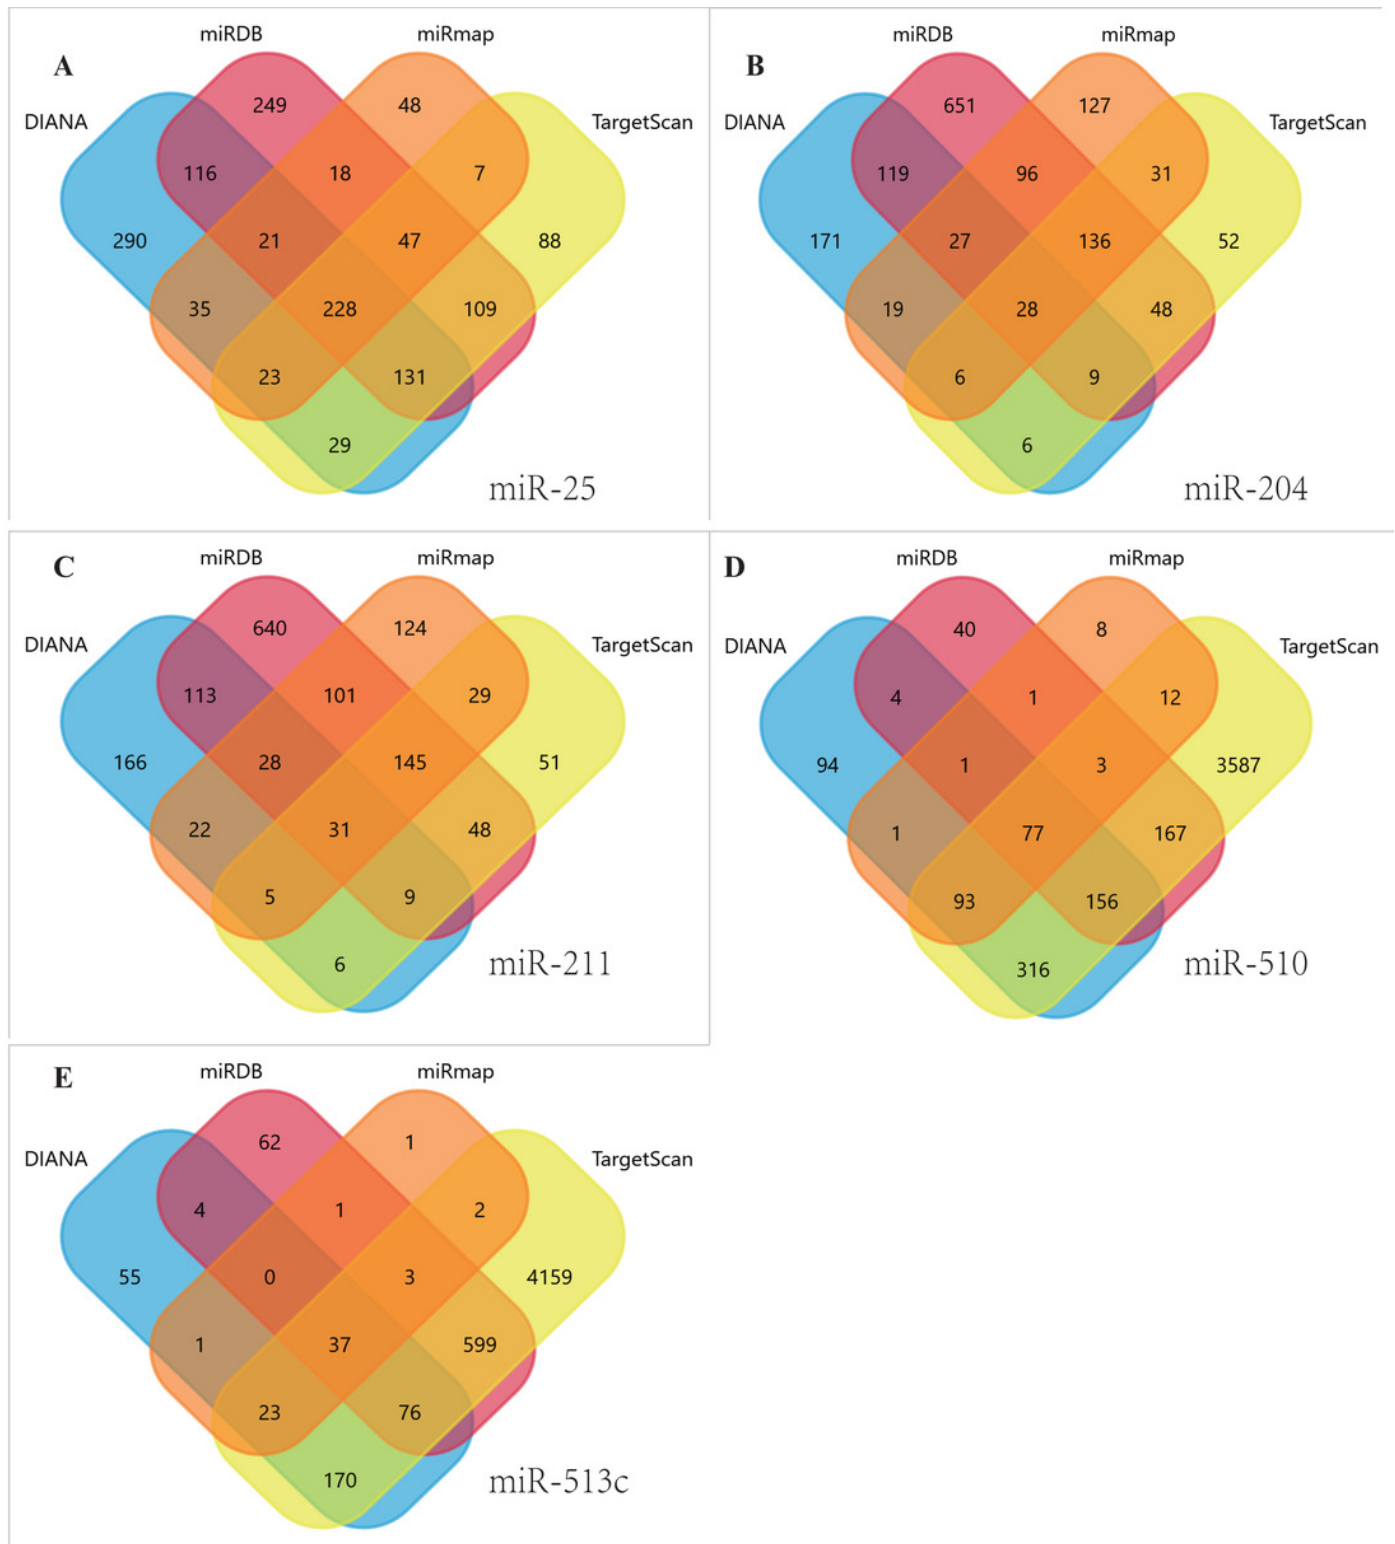 miRDB miRmap
A
DIANA TargetScan
249 48
116 18 7
290 21 47 88
35 228 109
23 131
29
miR-25
miRDB miRmap
B
DIANA TargetScan
651 127
119 96 31
171 27 136 52
19 28 48
6 9
6
miR-204
miRDB miRmap
C
DIANA TargetScan
640 124
113 101 29
166 28 145 51
22 31 48
5 9
6
miR-211
miRDB miRmap
D
DIANA TargetScan
40 8
4 1 12
94 1 3 3587
1 77 167
93 156
316
miR-510
miRDB miRmap
E
DIANA TargetScan
62 1
4 1 2
55 0 3 4159
1 37 599
23 76
170
miR-513c